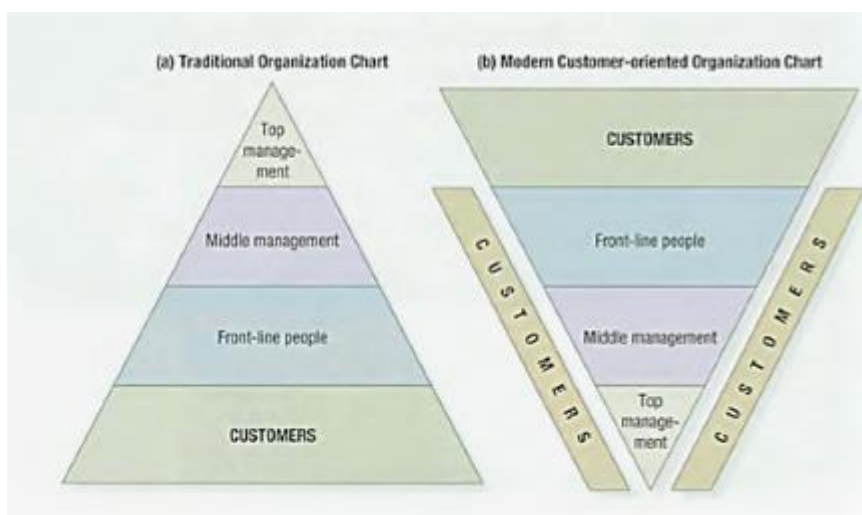 (a) Traditional Organization Chart
Top
manage-
ment
Middle management
Front-line people
CUSTOMERS
(b) Modern Customer-oriented Organization Chart
CUSTOMERS
Front-line people
Middle management
Top
manage-
ment
CUSTOMERS
CUSTOMERS